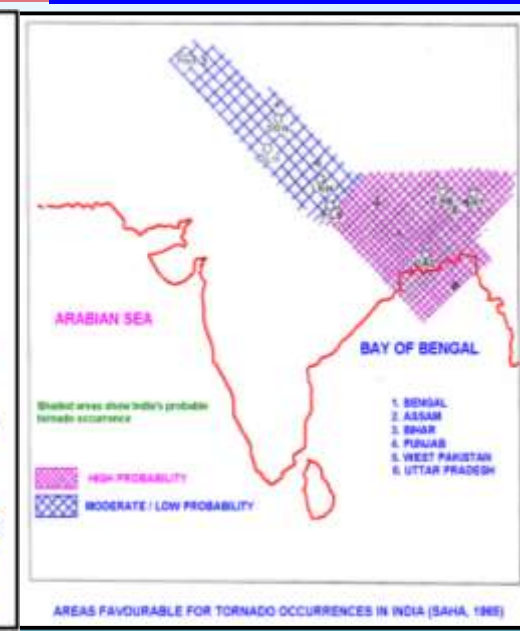 ARABIAN SEA
BAY OF BENGAL
Shaded areas show India's probable
tornado occurrence
1. BENGAL
2. ASSAM
3. BIHAR
4. PUNJAB
5. WEST PAKISTAN
6. UTTAR PRADESH
HIGH PROBABILITY
MODERATE / LOW PROBABILITY
AREAS FAVOURABLE FOR TORNADO OCCURRENCES IN INDIA (SAHA, 1965)